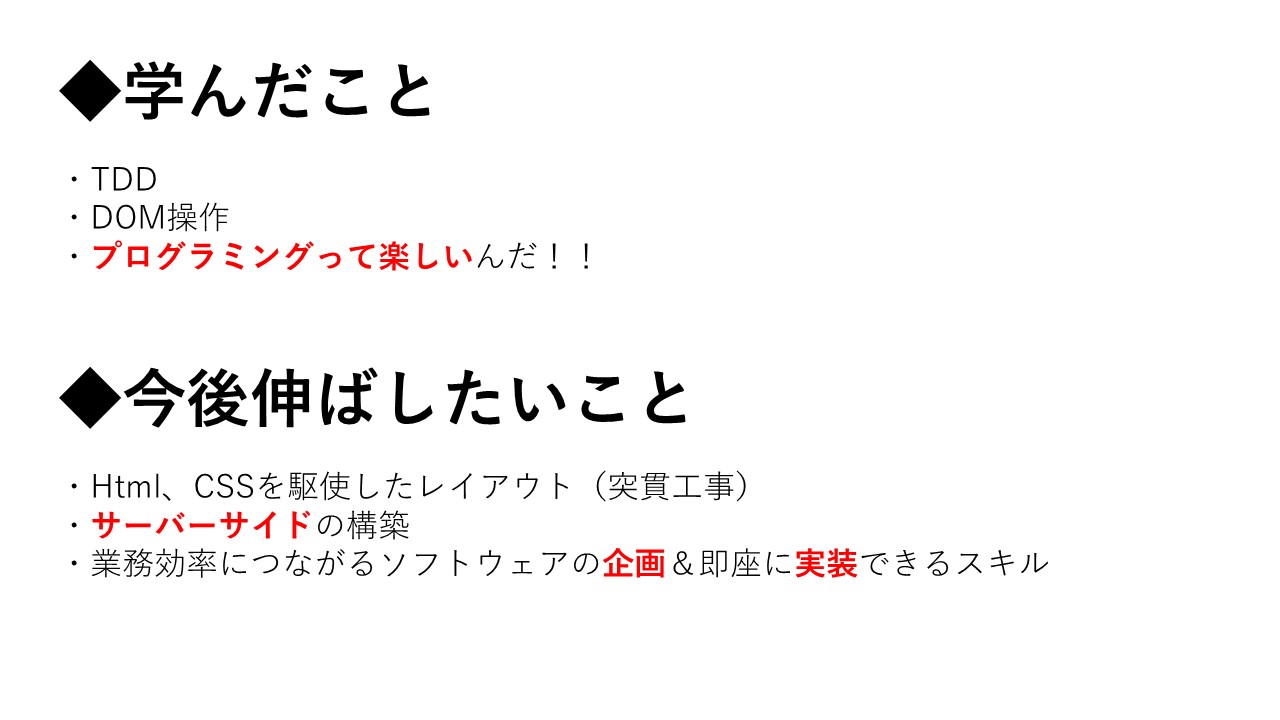 ◆学んだこと
・TDD
・DOM操作
・プログラミングって楽しいんだ！！
◆今後伸ばしたいこと
・Html、CSSを駆使したレイアウト（突貫工事）
・サーバーサイドの構築
・業務効率につながるソフトウェアの企画＆即座に実装できるスキル